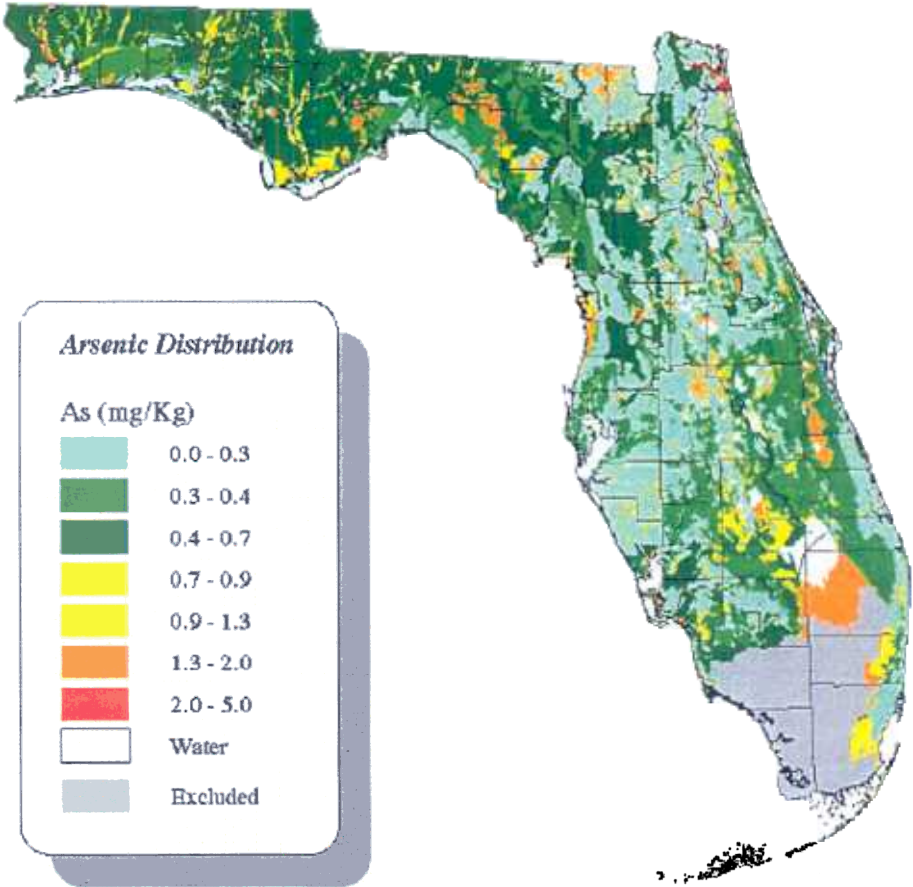 Arsenic Distribution
As (mg/Kg)
0.0 - 0.3
0.3 - 0.4
0.4 - 0.7
0.7 - 0.9
0.9 - 1.3
1.3 - 2.0
2.0 - 5.0
Water
Excluded